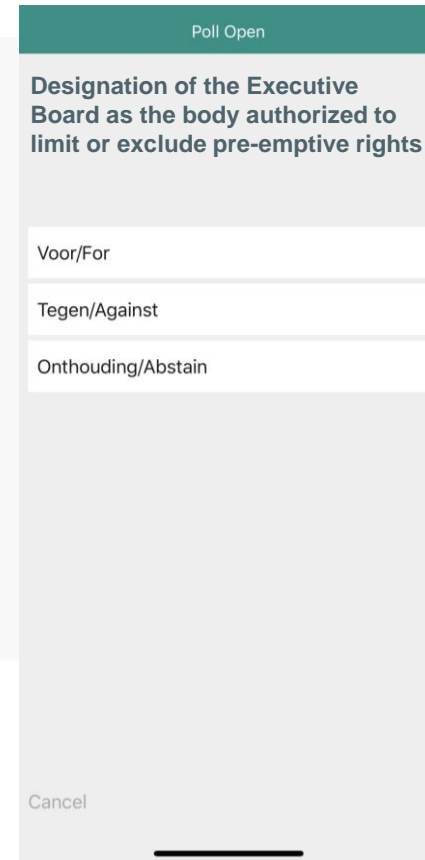 Poll Open
Designation of the Executive
Board as the body authorized to
limit or exclude pre-emptive rights
Voor/For
Tegen/Against
Onthouding/Abstain
Cancel